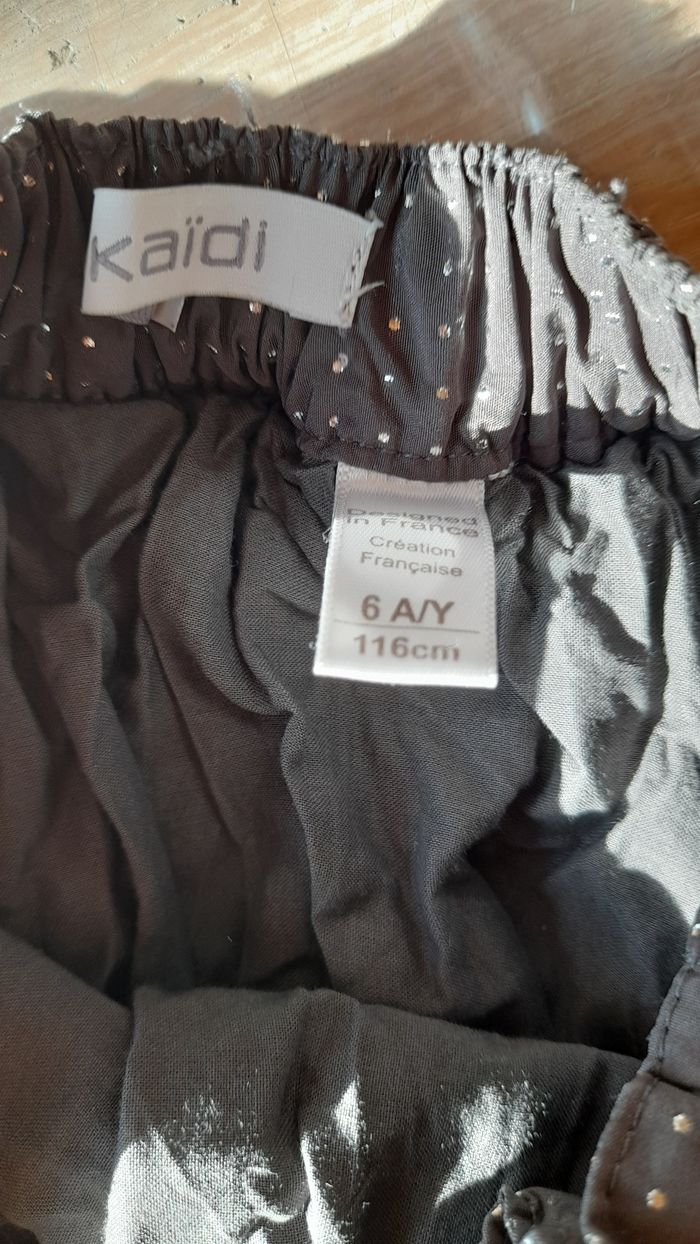 Kaïdi
Designed
in France
Création
Française
6 A/Y
116cm